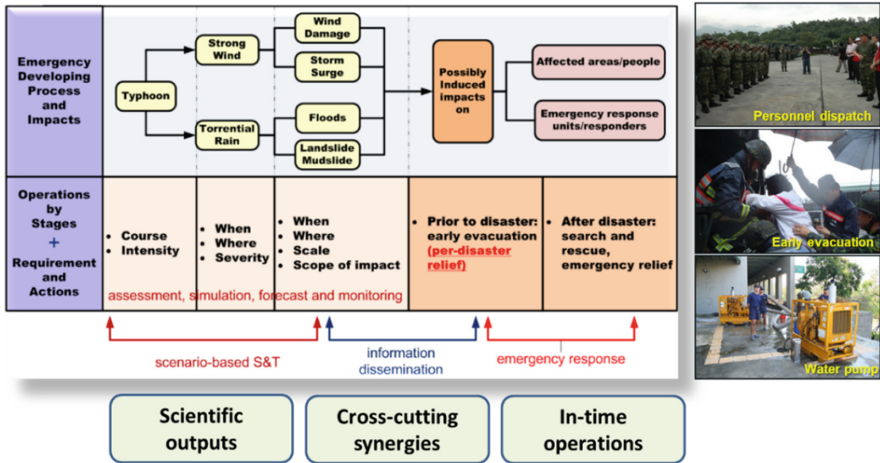 Emergency
Developing
Process
and
Impacts
Typhoon
Strong
Wind
Torrential
Rain
Wind
Damage
Storm
Surge
Floods
Landslide
Mudslide
Possibly
Induced
impacts
on
Affected areas/people
Emergency response
units/responders
Operations
by
Stages
+
Requirement
and
Actions
• Course
• Intensity
• When
• Where
• Severity
• When
• Where
• Scale
• Scope of impact
• Prior to disaster:
early evacuation
(per-disaster
relief)
• After disaster:
search and
rescue,
emergency relief
assessment, simulation, forecast and monitoring
scenario-based S&T
information
dissemination
emergency response
Scientific
outputs
Cross-cutting
synergies
In-time
operations
Personnel dispatch
Early evacuation
Water pump